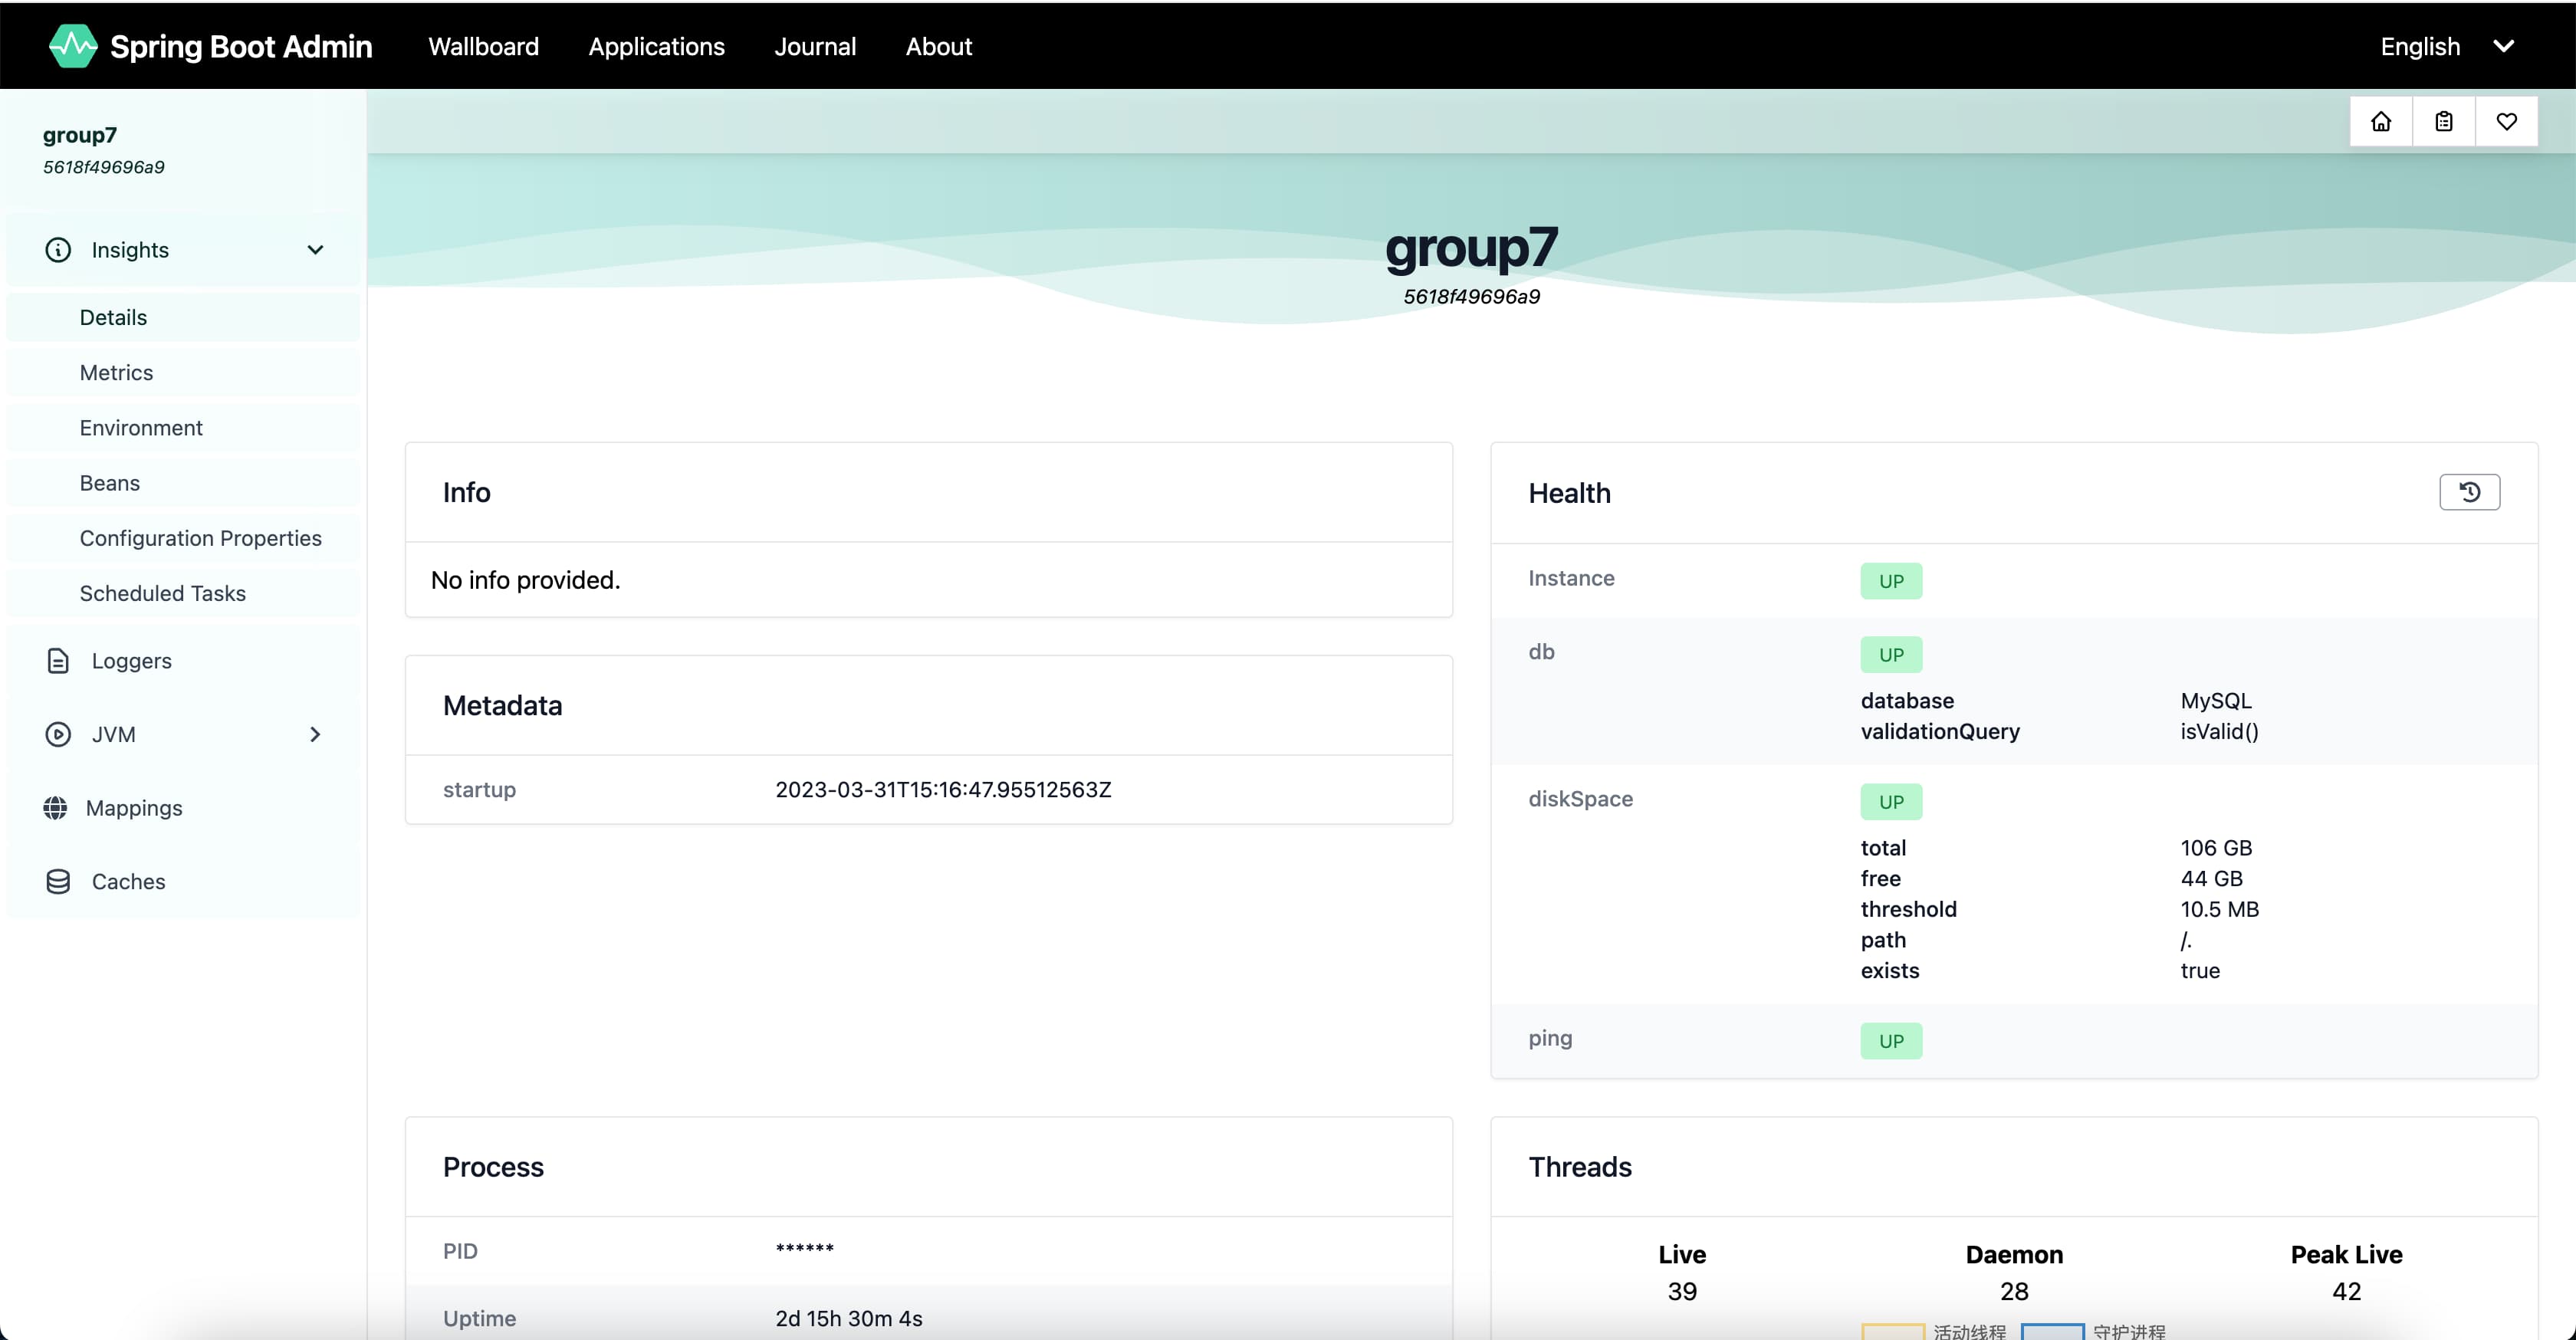 Spring Boot Admin Wallboard Applications Journal About English
group7
5618f49696a9
Insights
Details
Metrics
Environment
Beans
Configuration Properties
Scheduled Tasks
Loggers
JVM
Mappings
Caches
group7
5618f49696a9
Info
No info provided.
Metadata
startup 2023-03-31T15:16:47.95512563Z
Health
Instance UP
db UP
database MySQL
validationQuery isValid()
diskSpace UP
total 106 GB
free 44 GB
threshold 10.5 MB
path /.
exists true
ping UP
Process
PID ******
Uptime 2d 15h 30m 4s
Threads
Live Daemon Peak Live
39 28 42
活动线程 守护进程